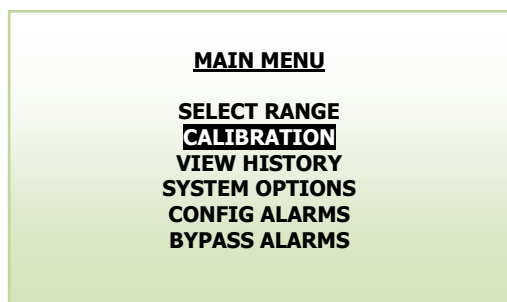 MAIN MENU
SELECT RANGE
CALIBRATION
VIEW HISTORY
SYSTEM OPTIONS
CONFIG ALARMS
BYPASS ALARMS